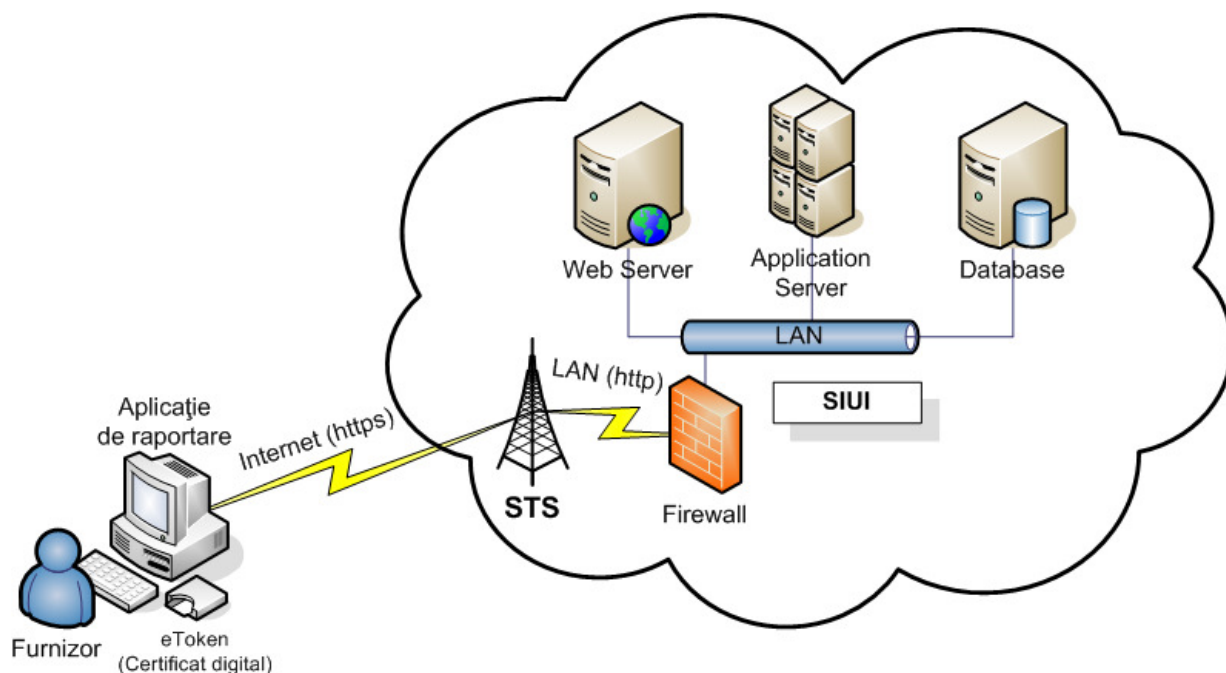 Web Server
Application
Server
Database
LAN
LAN (http)
SIUI
Aplicaţie
de raportare
Internet (https)
STS
Firewall
Furnizor
eToken
(Certificat digital)